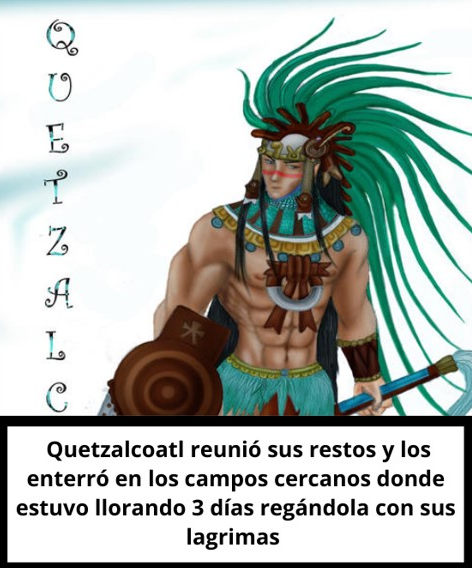 Q
U
E
T
Z
A
L
C
Quetzalcoatl reunió sus restos y los
enterró en los campos cercanos donde
estuvo llorando 3 días regándola con sus
lagrimas